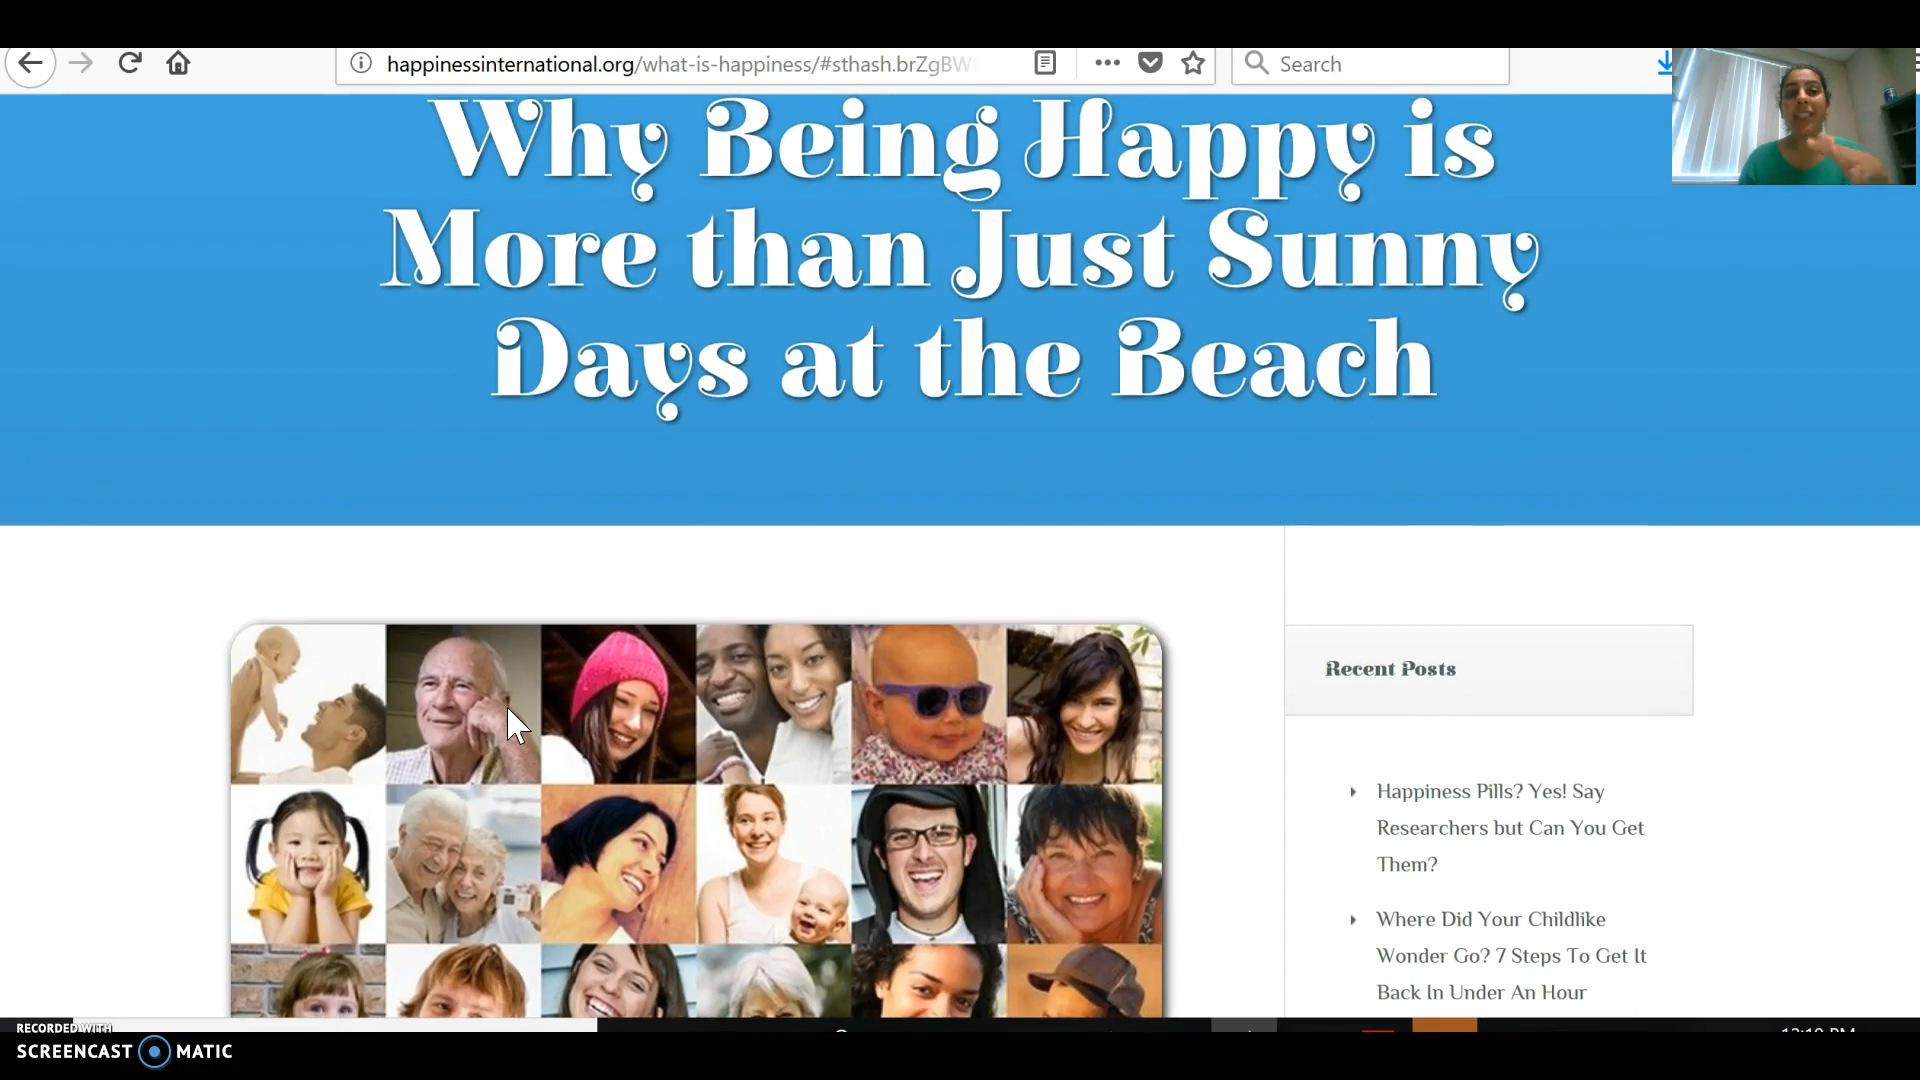 happinessinternational.org/what-is-happiness/#sthash.brZgBW
Search
Why Being Happy is
More than Just Sunny
Days at the Beach
Recent Posts
Happiness Pills? Yes! Say
Researchers but Can You Get
Them?
Where Did Your Childlike
Wonder Go? 7 Steps To Get It
Back In Under An Hour
RECORDED WITH
SCREENCAST MATIC